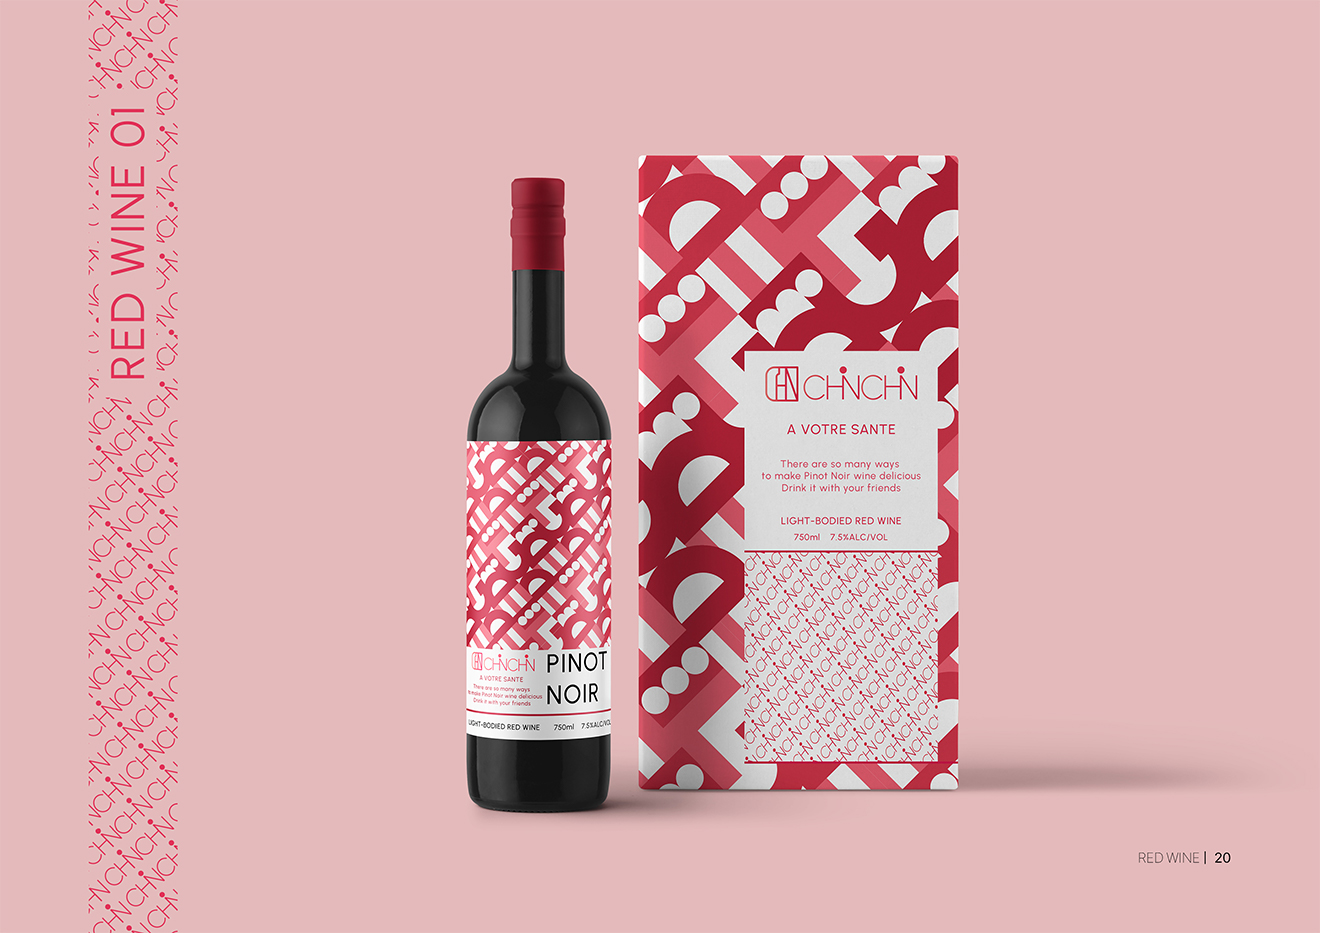 RED WINE 01
CHINCHIN
A VOTRE SANTE
There are so many ways
to make Pinot Noir wine delicious
Drink it with your friends
LIGHT-BODIED RED WINE
750ml 7.5%ALC/VOL
CHINCHIN
A VOTRE SANTE
There are so many ways
make Pinot Noir wine delicious
Drink it with your friends
PINOT
NOIR
LIGHT-BODIED RED WINE 750ml 7.5%ALC/VOL
RED WINE | 20